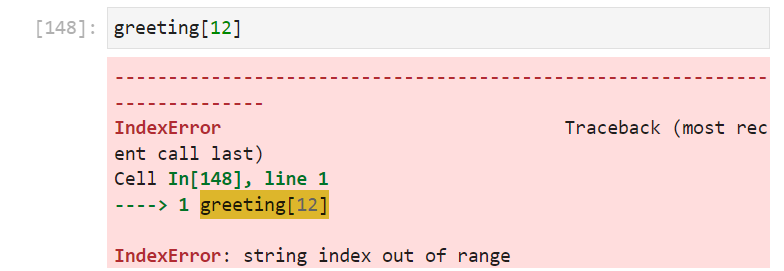 [148]: greeting[12]
--------------------------------------------------------------
--------------
IndexError                                Traceback (most rec
ent call last)
Cell In[148], line 1
----> 1 greeting[12]
IndexError: string index out of range